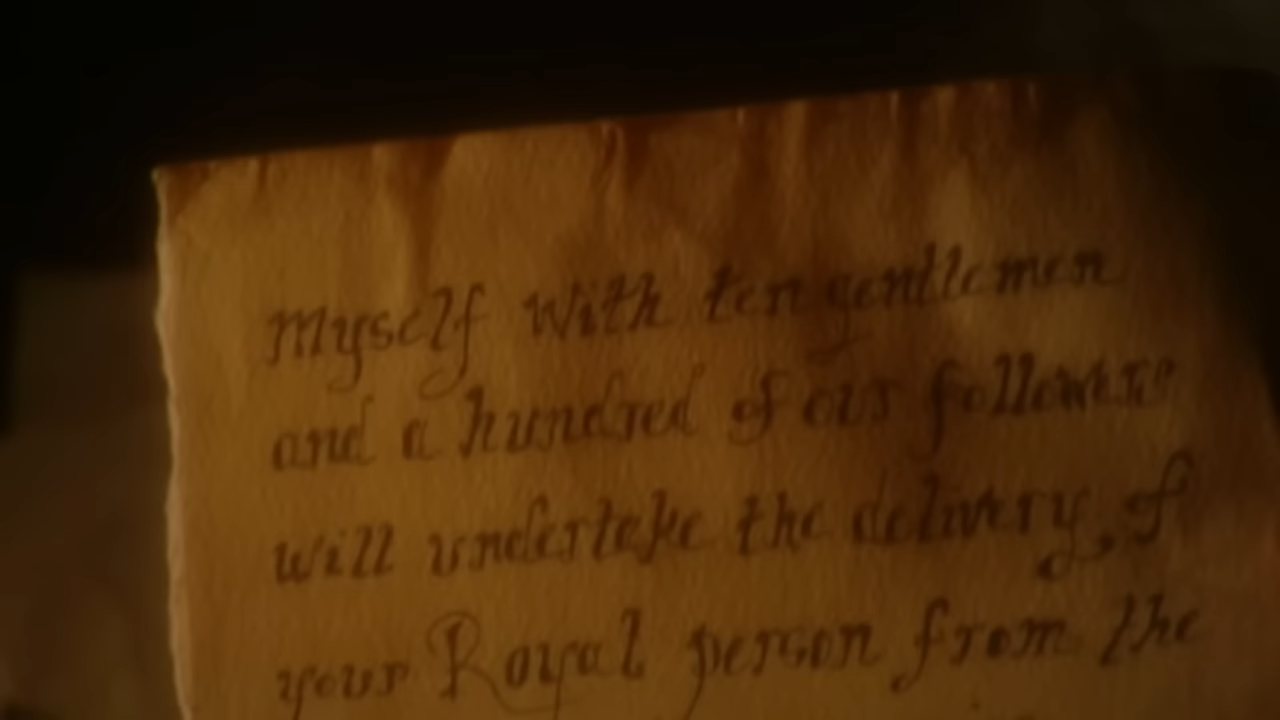 Myself with ten gentlemen
and a hundred of our followers
will undertake the delivery of
your Royal person from the